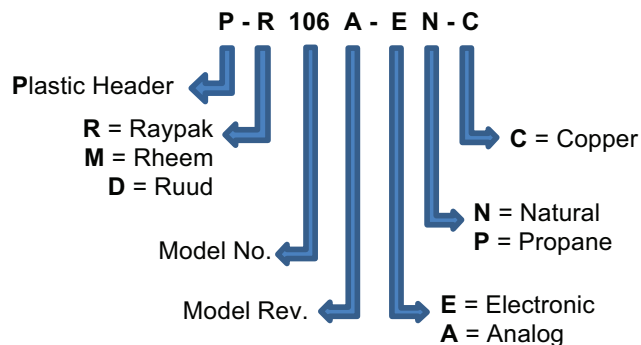 P - R 106 A - E N - C
Plastic Header
R = Raypak
M = Rheem
D = Ruud
C = Copper
N = Natural
P = Propane
Model No.
Model Rev.
E = Electronic
A = Analog